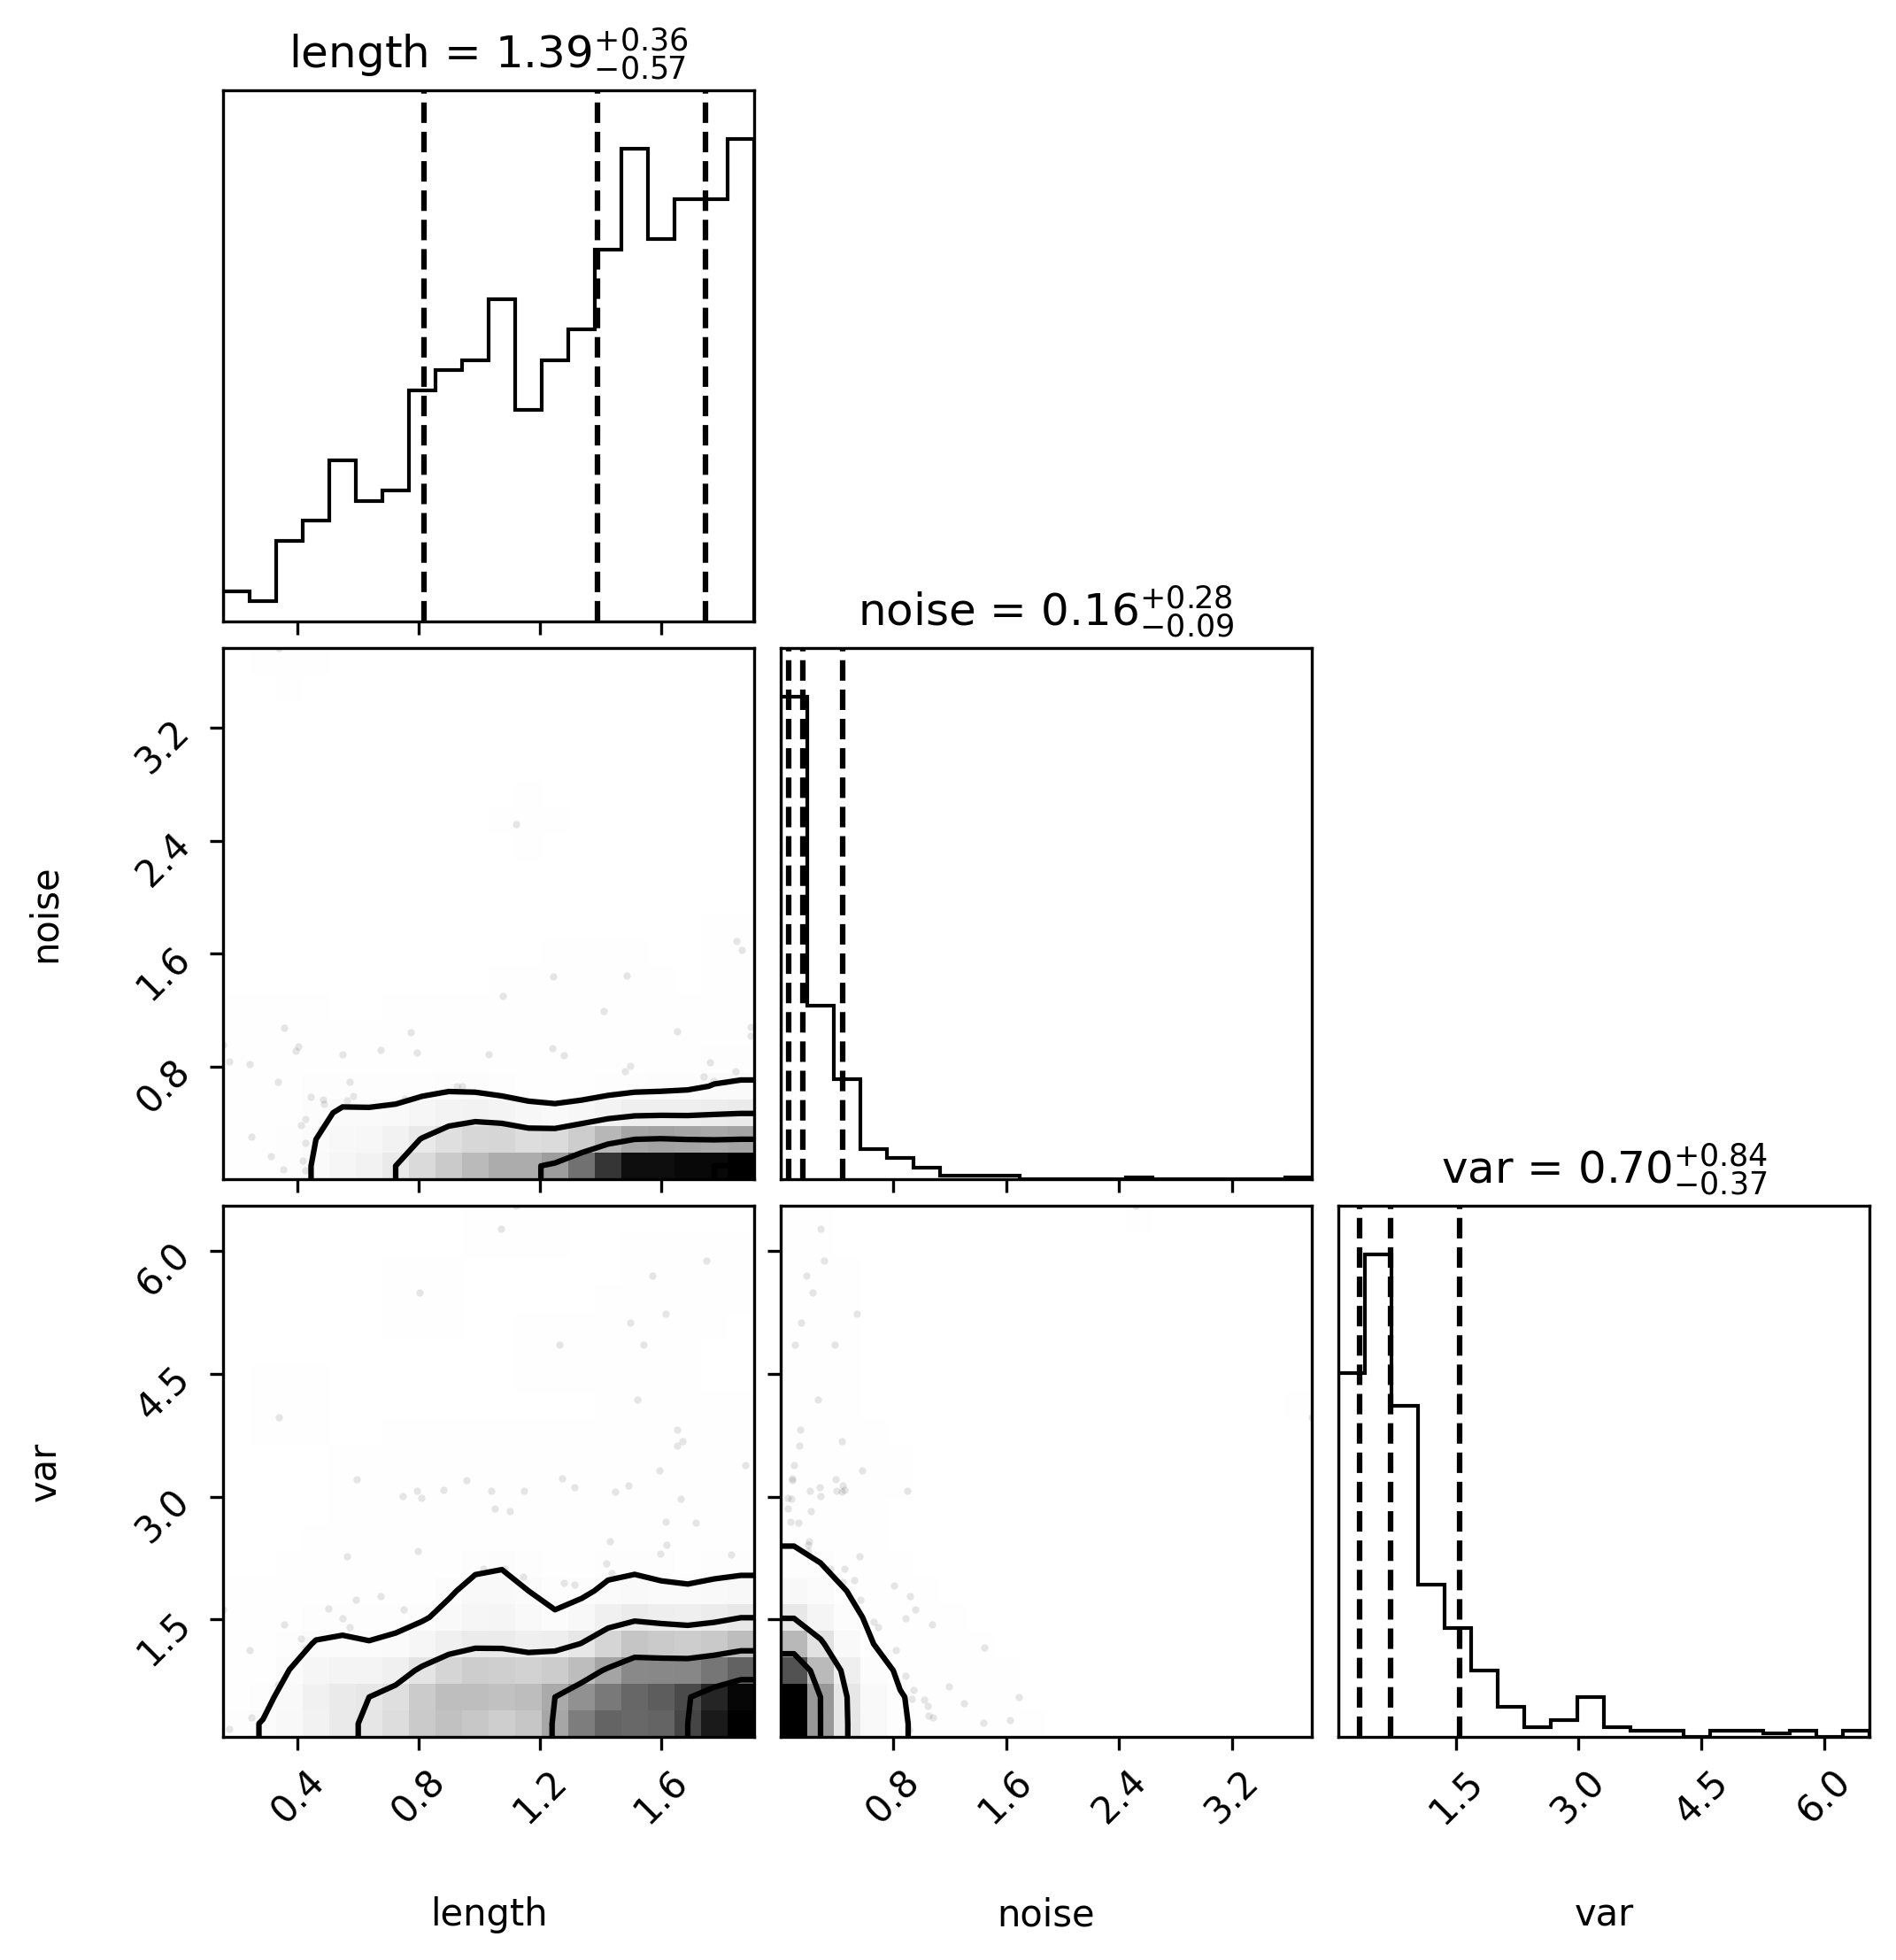 length = 1.39 +0.36 −0.57
noise = 0.16 +0.28 −0.09
3.2
2.4
1.6
0.8
noise
var = 0.70 +0.84 −0.37
6.0
4.5
3.0
1.5
var
0.4 0.8 1.2 1.6 0.8 1.6 2.4 3.2 1.5 3.0 4.5 6.0
length noise var